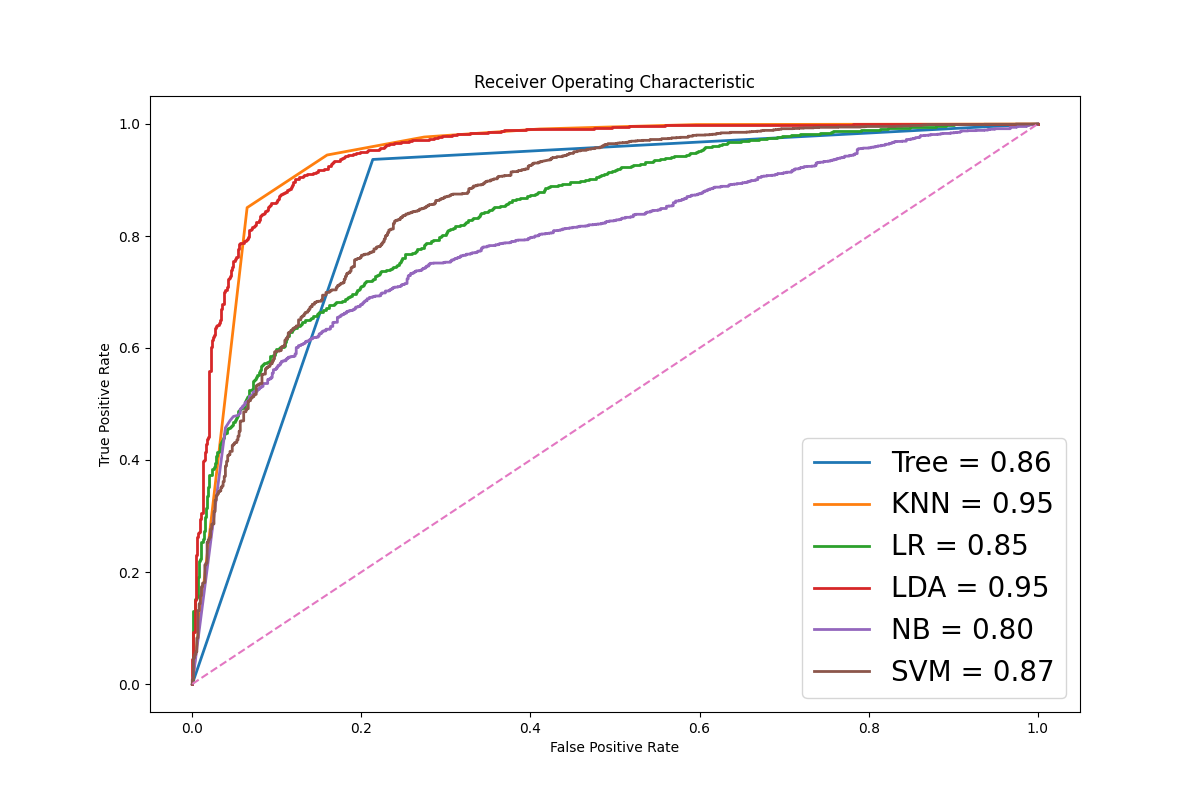 Receiver Operating Characteristic
True Positive Rate
1.0
0.8
0.6
0.4
0.2
0.0
Tree = 0.86
KNN = 0.95
LR = 0.85
LDA = 0.95
NB = 0.80
SVM = 0.87
0.0 0.2 0.4 0.6 0.8 1.0
False Positive Rate